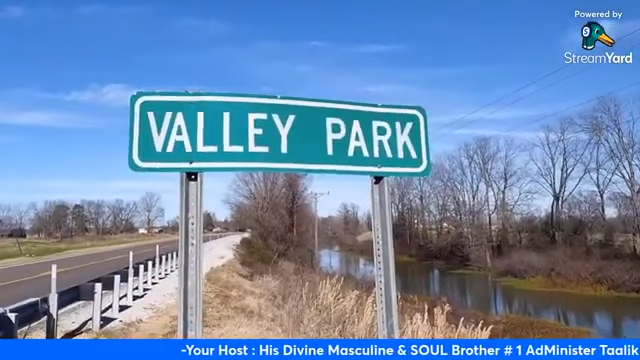 Powered by
StreamYard
VALLEY PARK
-Your Host : His Divine Masculine & SOUL Brother # 1 AdMinister Taalik